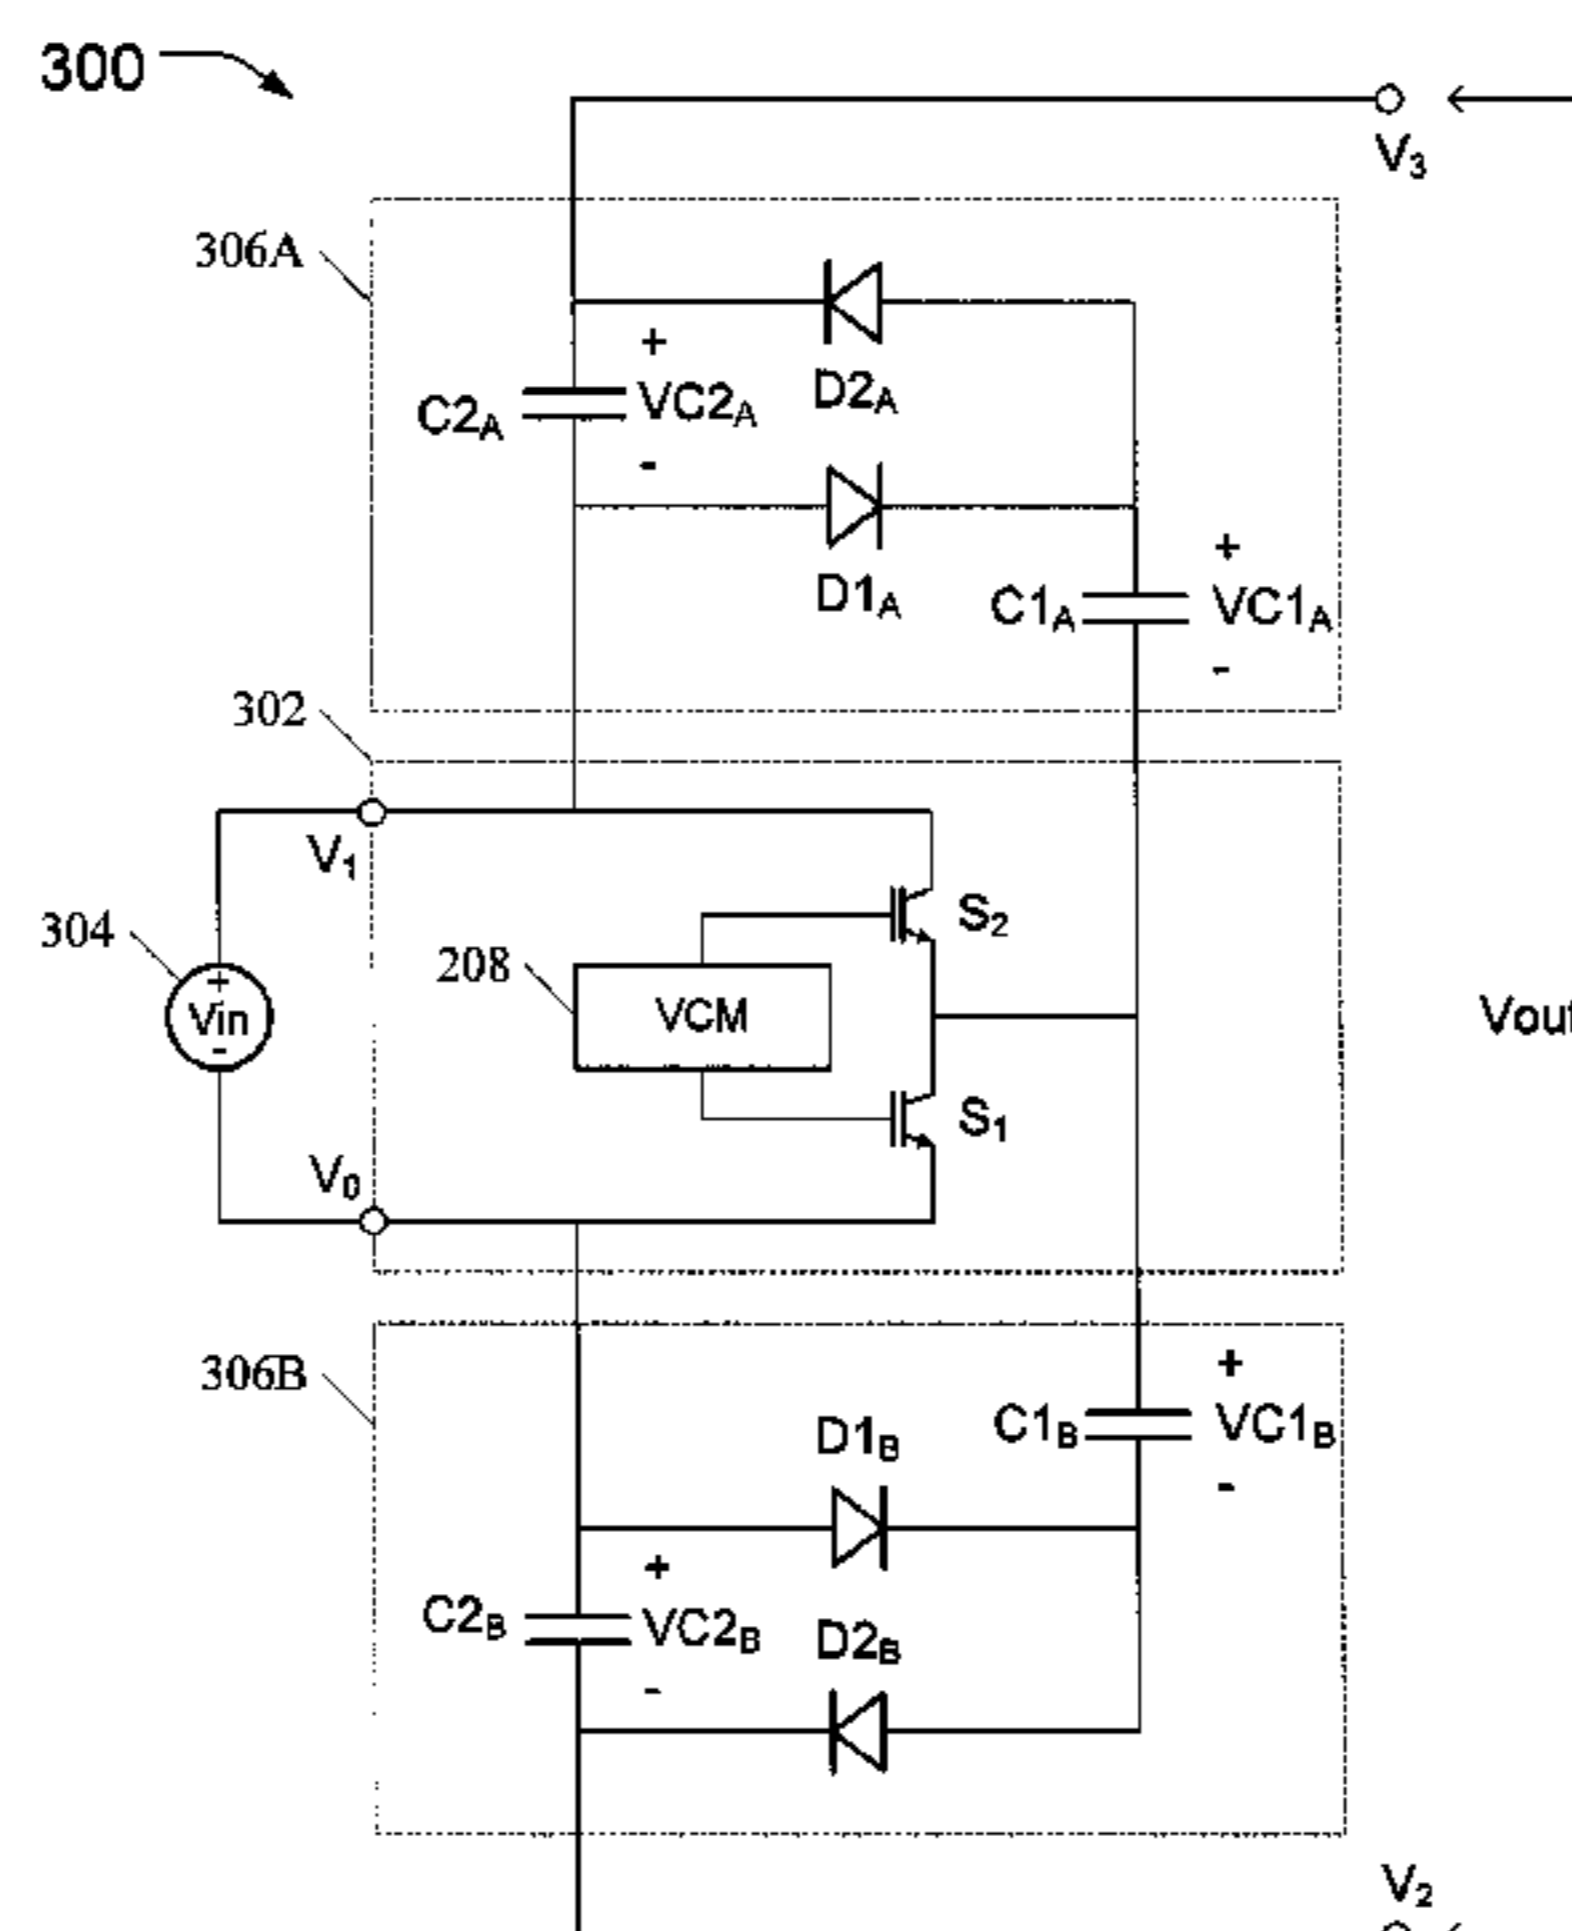 300
V3
306A
+
D2A
C2A
VC2A
-
D1A
+
C1A
VC1A
-
302
V1
S2
304
208
+
Vin
-
VCM
S1
V0
306B
+
D1B
C1B
VC1B
-
+
C2B
VC2B
D2B
-
V2